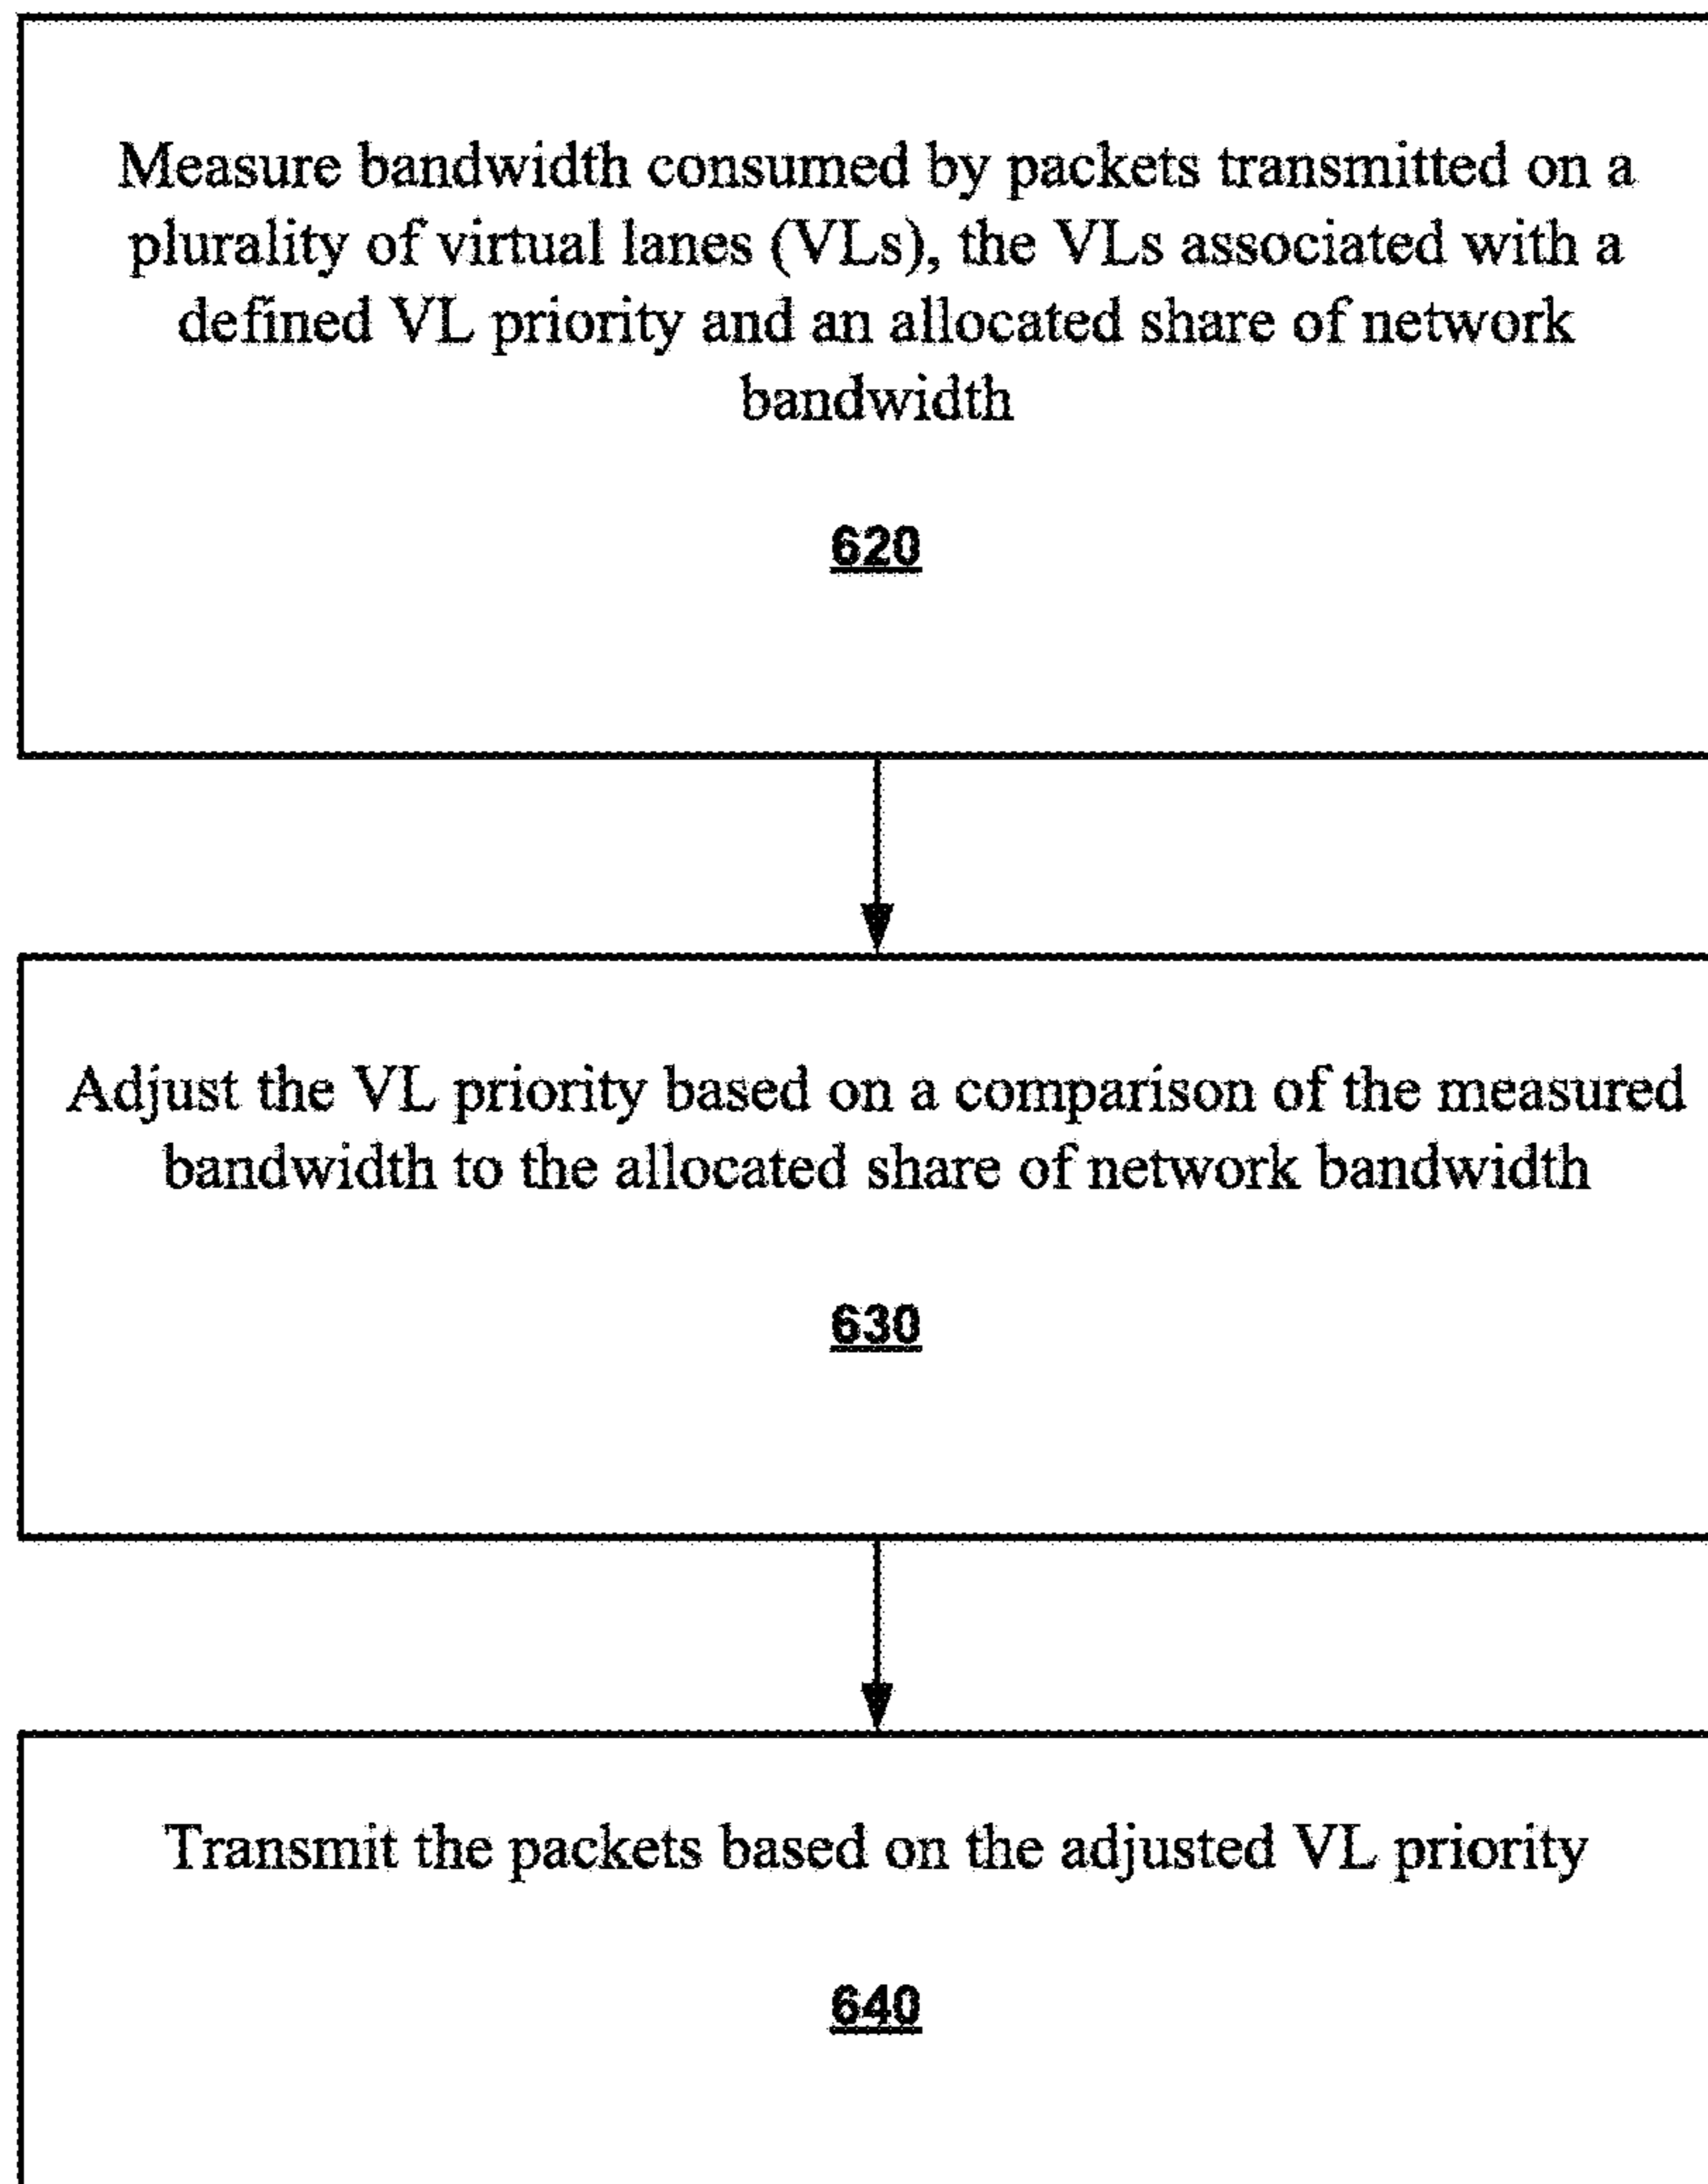 Measure bandwidth consumed by packets transmitted on a
plurality of virtual lanes (VLs), the VLs associated with a
defined VL priority and an allocated share of network
bandwidth
620
Adjust the VL priority based on a comparison of the measured
bandwidth to the allocated share of network bandwidth
630
Transmit the packets based on the adjusted VL priority
640